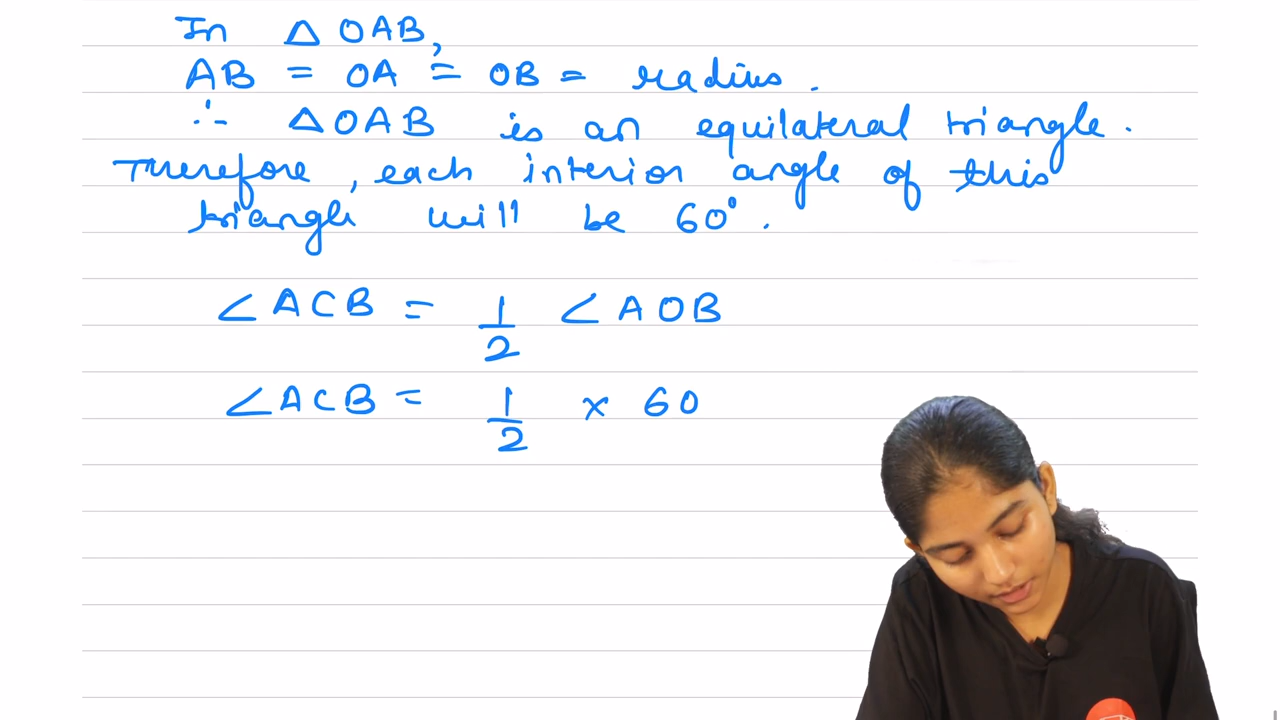 In △ OAB,
AB = OA = OB = radius.
∴ △OAB is an equilateral triangle.
Therefore, each interior angle of this
triangle will be 60°.
∠ACB = 1/2 ∠AOB
∠ACB = 1/2 × 60